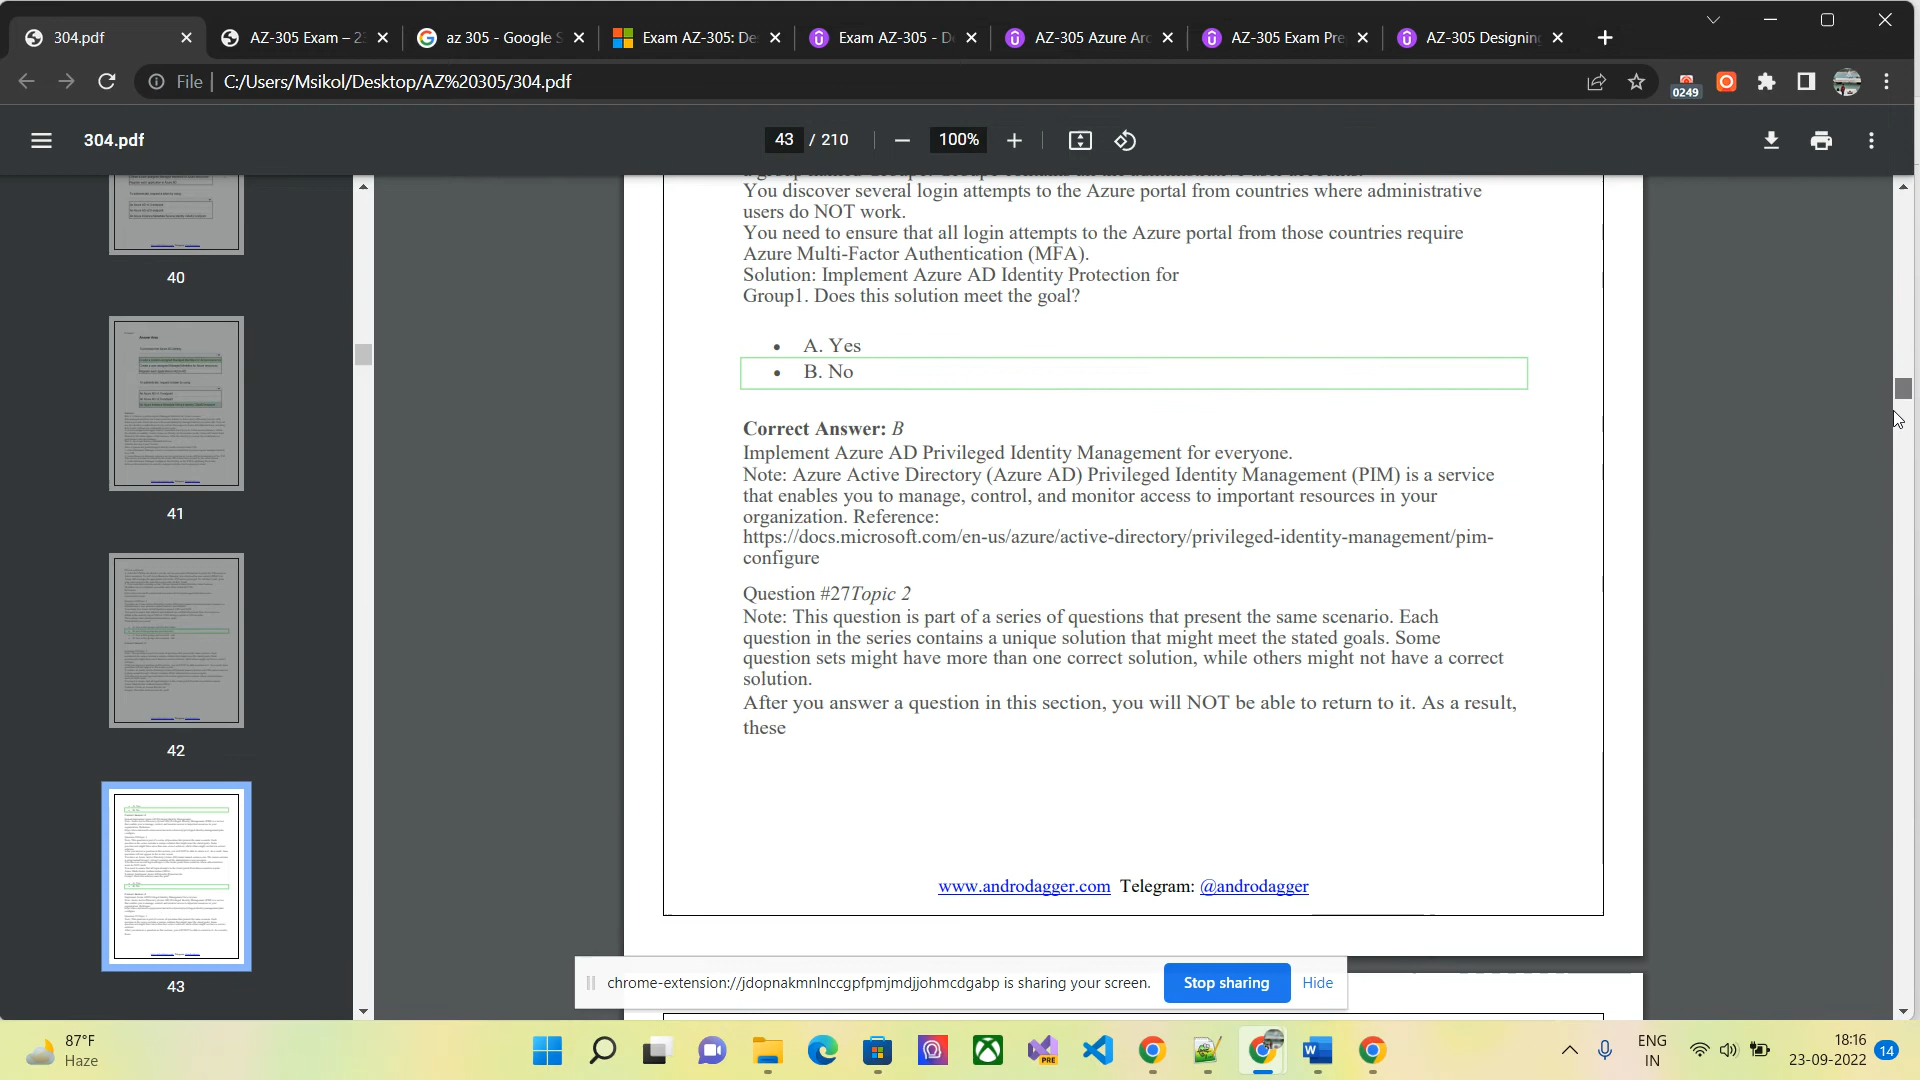 304.pdf
AZ-305 Exam – 23
az 305 - Google S
Exam AZ-305: De
Exam AZ-305 - De
AZ-305 Azure Arc
AZ-305 Exam Pre
AZ-305 Designing
File
C:/Users/Msikol/Desktop/AZ%20305/304.pdf
0249
304.pdf
43 / 210
100%
40
41
42
43
You discover several login attempts to the Azure portal from countries where administrative
users do NOT work.
You need to ensure that all login attempts to the Azure portal from those countries require
Azure Multi-Factor Authentication (MFA).
Solution: Implement Azure AD Identity Protection for
Group1. Does this solution meet the goal?
• A. Yes
• B. No
Correct Answer: B
Implement Azure AD Privileged Identity Management for everyone.
Note: Azure Active Directory (Azure AD) Privileged Identity Management (PIM) is a service
that enables you to manage, control, and monitor access to important resources in your
organization. Reference:
https://docs.microsoft.com/en-us/azure/active-directory/privileged-identity-management/pim-
configure
Question #27Topic 2
Note: This question is part of a series of questions that present the same scenario. Each
question in the series contains a unique solution that might meet the stated goals. Some
question sets might have more than one correct solution, while others might not have a correct
solution.
After you answer a question in this section, you will NOT be able to return to it. As a result,
these
www.androdagger.com Telegram: @androdagger
chrome-extension://jdopnakmnlnccgpfpmjmdjjohmcdgabp is sharing your screen.
Stop sharing
Hide
87°F
Haze
PRE
ENG
IN
18:16
23-09-2022
14